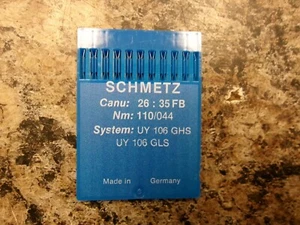 SCHMETZ
Canu: 26 : 35 FB
Nm: 110/044
System: UY 106 GHS
UY 106 GLS
Made in Germany